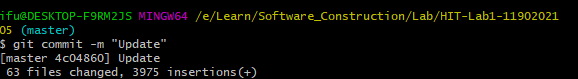 ifu@DESKTOP-F9RM2JS MINGW64 /e/Learn/Software_Construction/Lab/HIT-Lab1-11902021
05 (master)
$ git commit -m "Update"
[master 4c04860] Update
63 files changed, 3975 insertions(+)